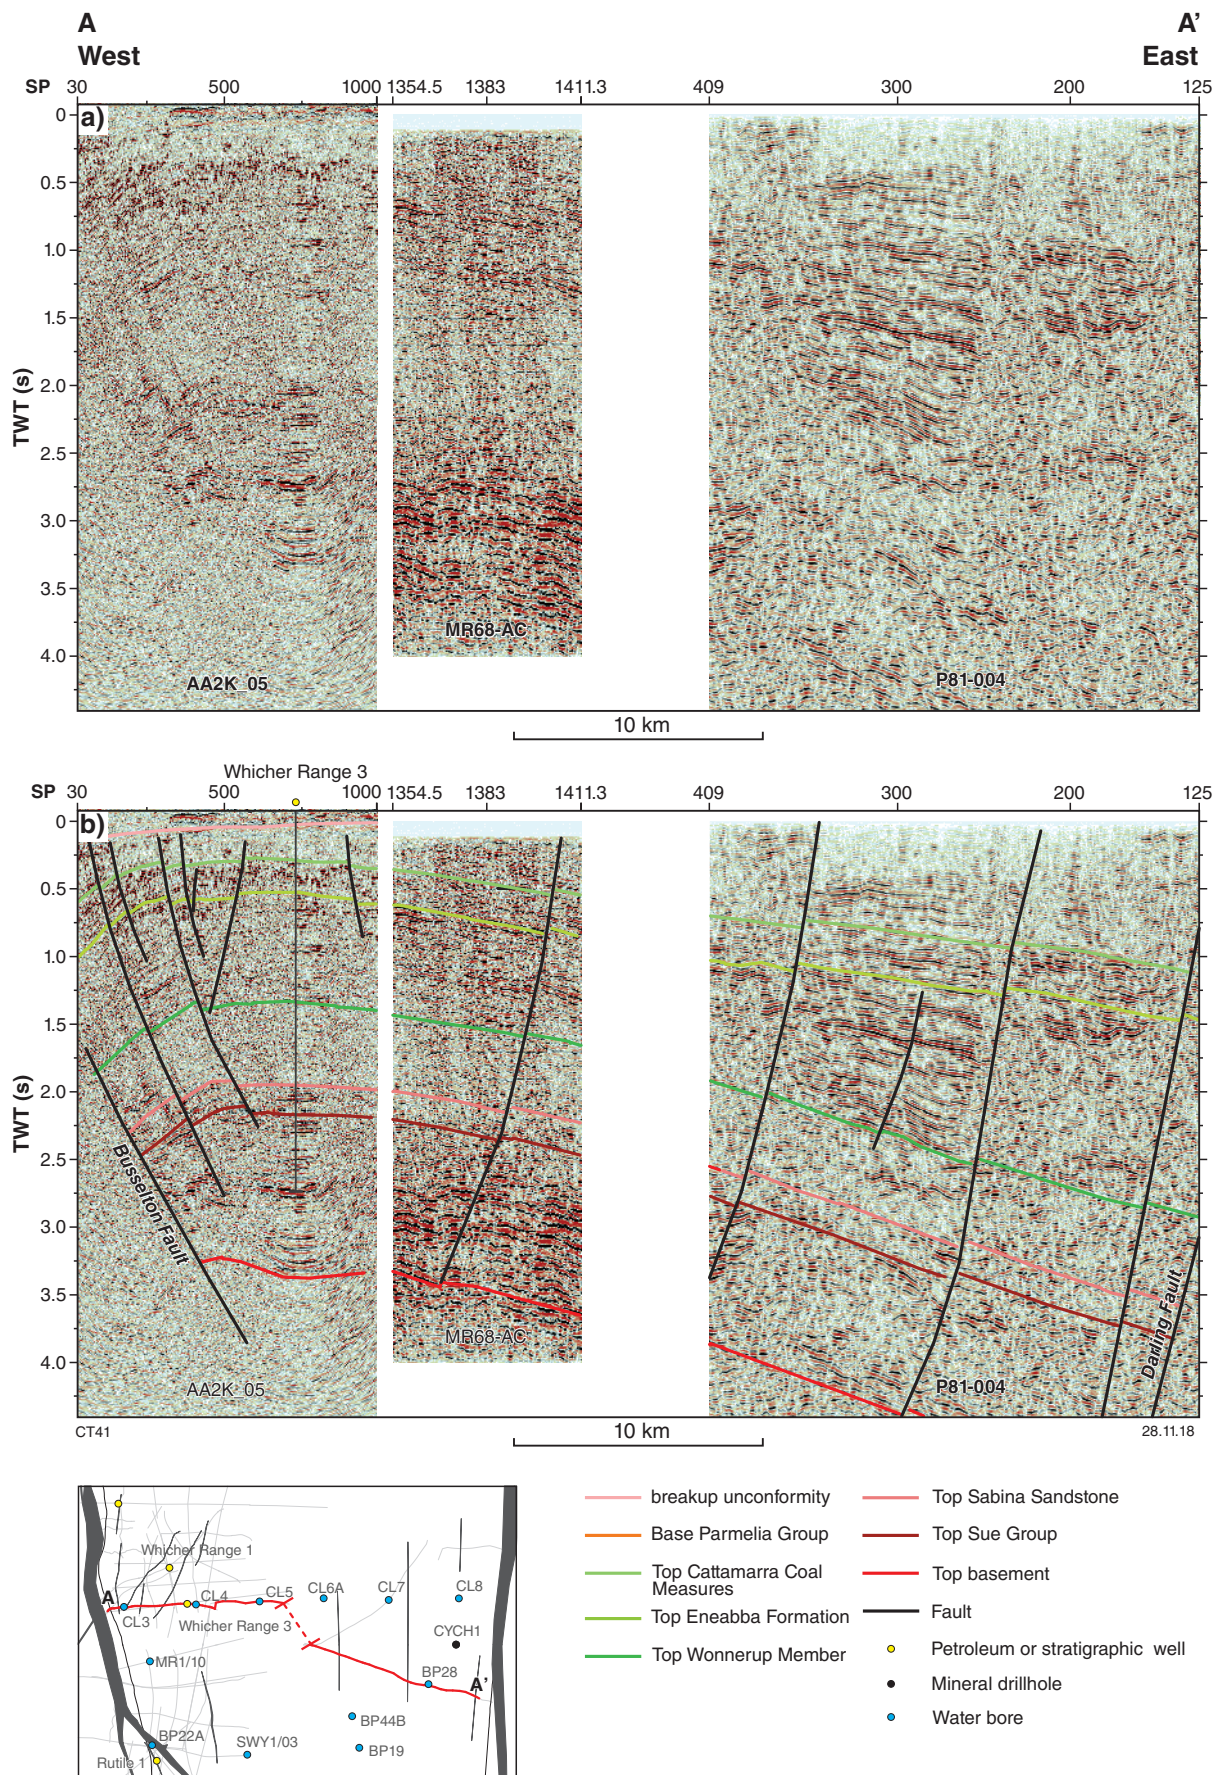 A
West
A'
East
SP 30 500 1000 1354.5 1383 1411.3 409 300 200 125
a)
0
0.5
1.0
1.5
2.0
TWT (s)
2.5
3.0
3.5
4.0
MR68-AC
AA2K_05
P81-004
10 km
Whicher Range 3
SP 30 500 1000 1354.5 1383 1411.3 409 300 200 125
b)
0
0.5
1.0
1.5
2.0
TWT (s)
2.5
3.0
3.5
4.0
Busselton Fault
Darling Fault
MR68-AC
AA2K_05
P81-004
CT41
28.11.18
10 km
Whicher Range 1
A
CL3
CL4
CL5
CL6A
CL7
CL8
Whicher Range 3
CYCH1
MR1/10
BP28
A'
BP44B
BP22A
SWY1/03
BP19
Rutile 1
breakup unconformity
Base Parmelia Group
Top Cattamarra Coal
Measures
Top Eneabba Formation
Top Wonnerup Member
Top Sabina Sandstone
Top Sue Group
Top basement
Fault
Petroleum or stratigraphic well
Mineral drillhole
Water bore